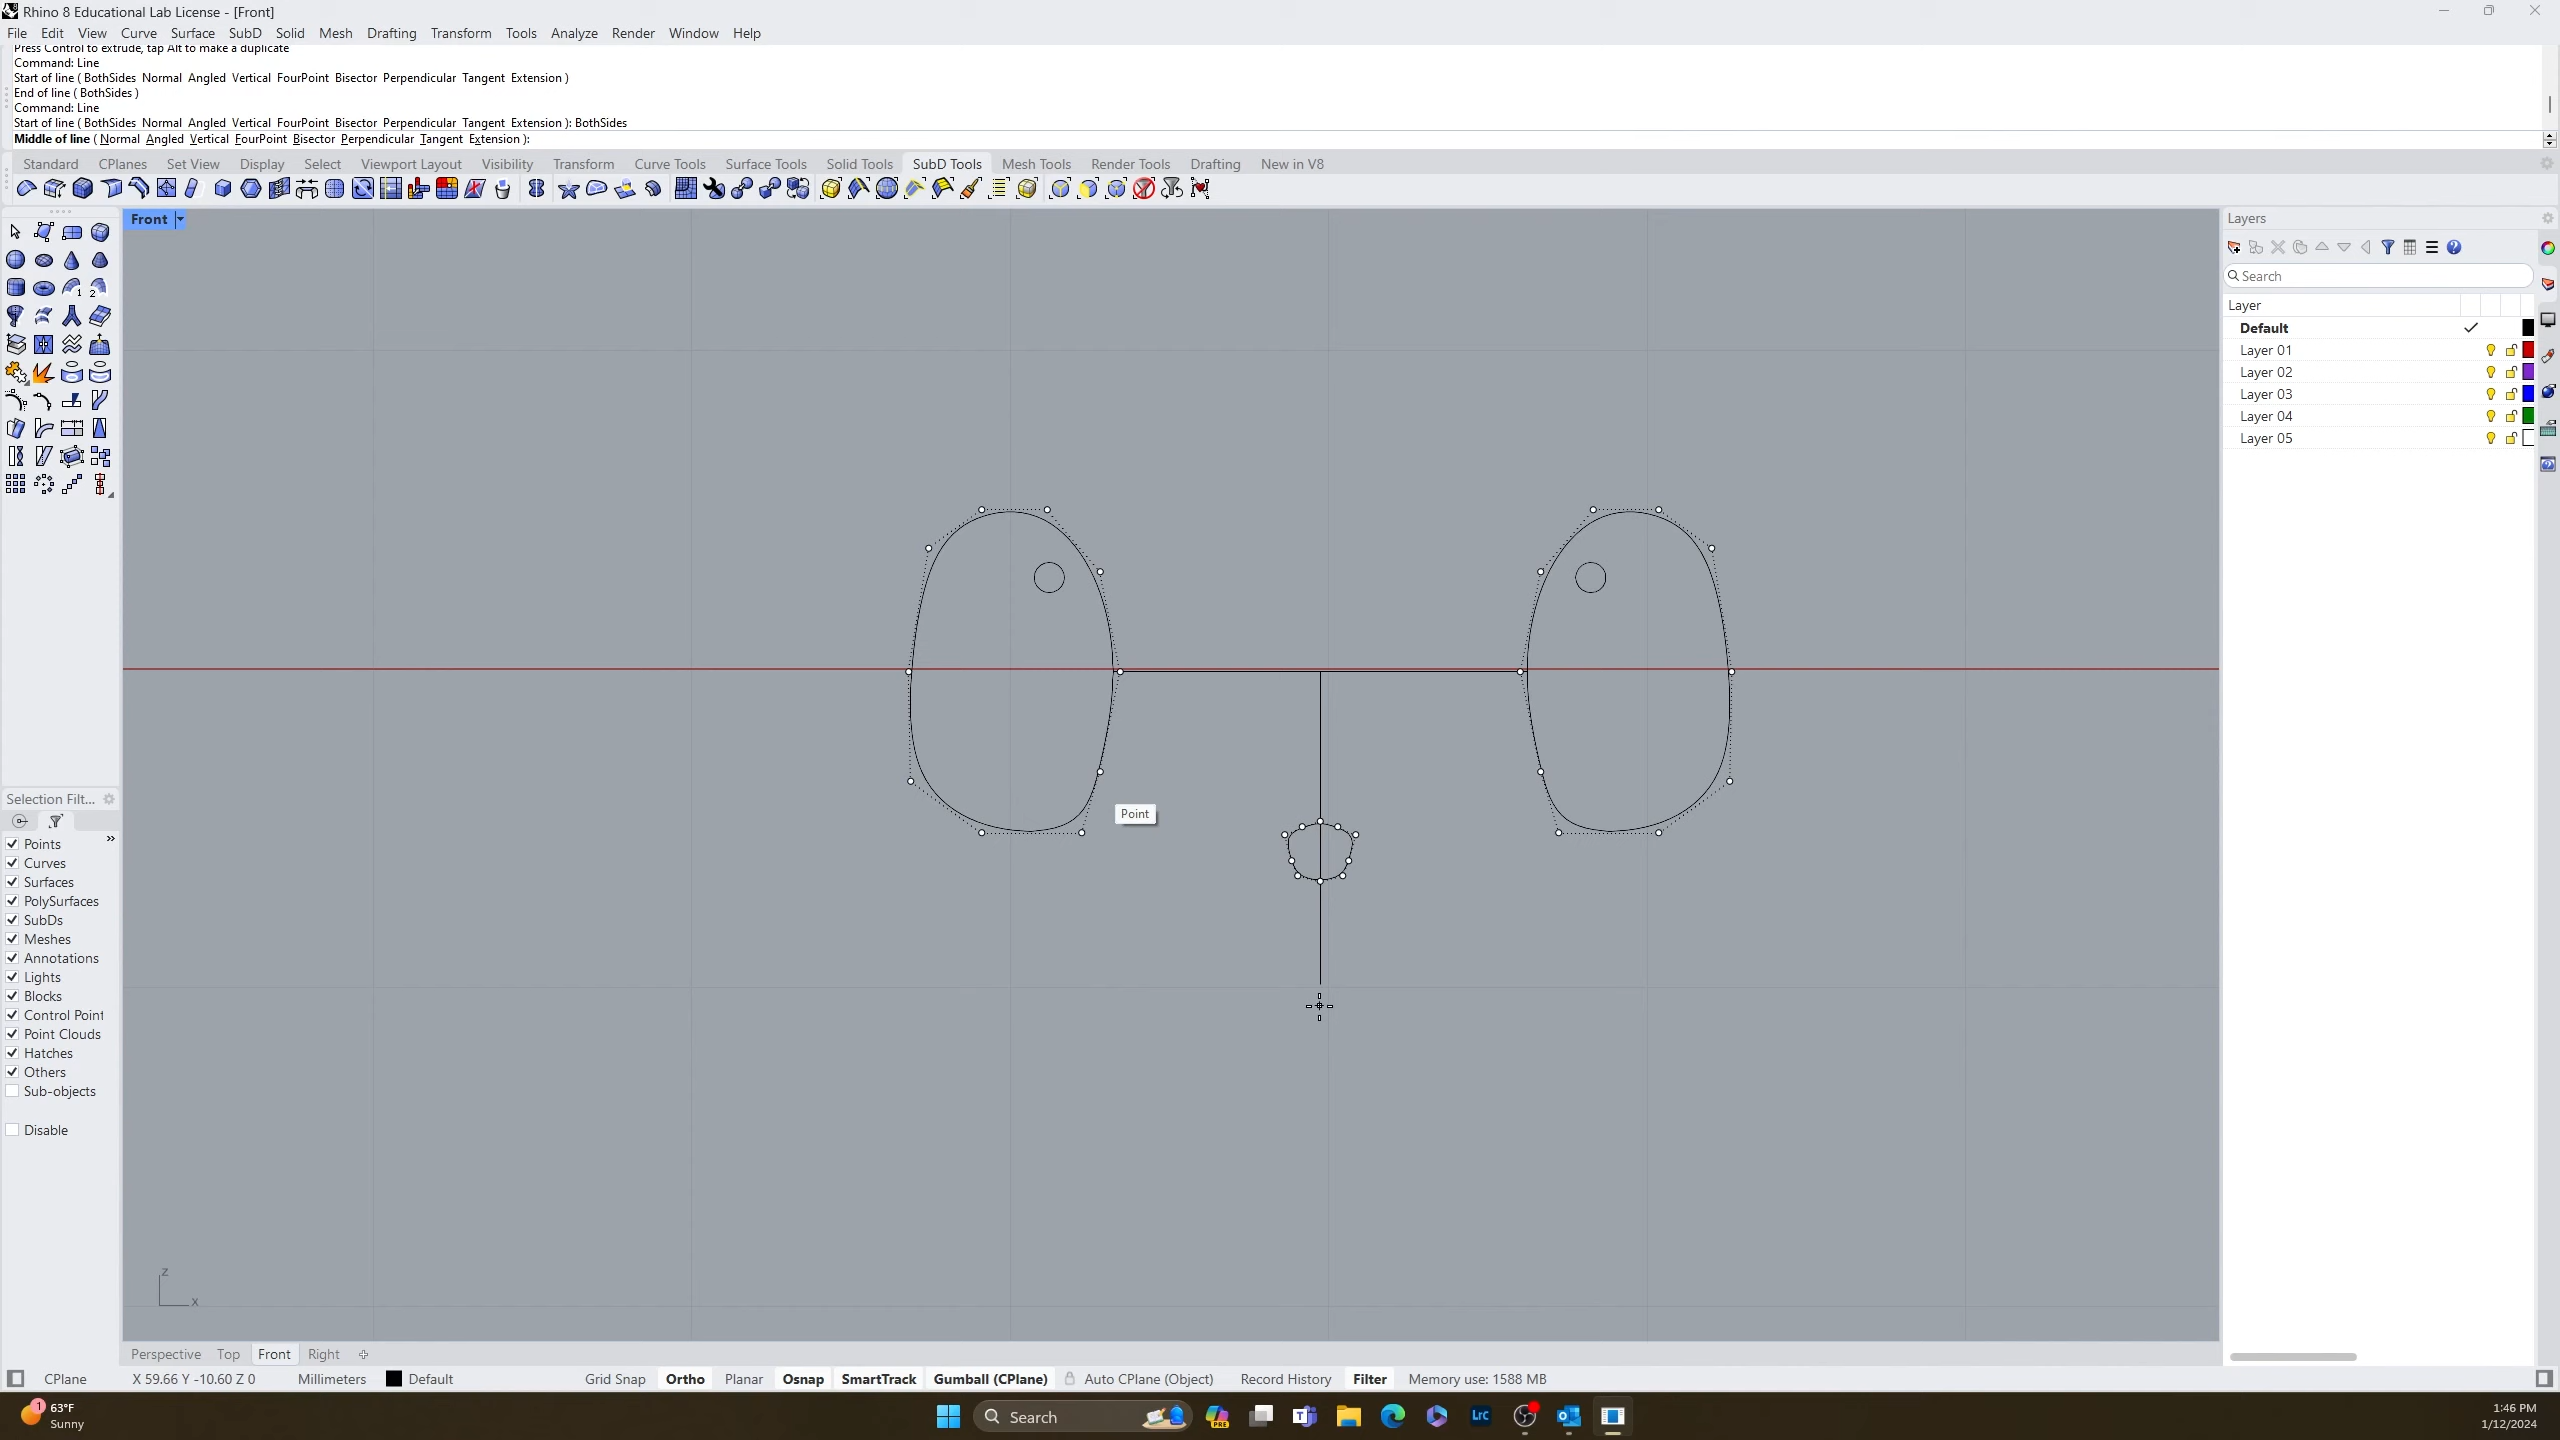 Rhino 8 Educational Lab License - [Front]
File Edit View Curve Surface SubD Solid Mesh Drafting Transform Tools Analyze Render Window Help
Press Control to extrude, tap Alt to make a duplicate
Command: Line
Start of line ( BothSides Normal Angled Vertical FourPoint Bisector Perpendicular Tangent Extension )
End of line ( BothSides )
Command: Line
Start of line ( BothSides Normal Angled Vertical FourPoint Bisector Perpendicular Tangent Extension ): BothSides
Middle of line ( Normal Angled Vertical FourPoint Bisector Perpendicular Tangent Extension ):
Standard CPlanes Set View Display Select Viewport Layout Visibility Transform Curve Tools Surface Tools Solid Tools SubD Tools Mesh Tools Render Tools Drafting New in V8
Front
Layers
Search
Layer
Default
Layer 01
Layer 02
Layer 03
Layer 04
Layer 05
1
2
Point
Selection Filt...
Points
Curves
Surfaces
PolySurfaces
SubDs
Meshes
Annotations
Lights
Blocks
Control Point
Point Clouds
Hatches
Others
Sub-objects
Disable
z
x
Perspective Top Front Right
CPlane X 59.66 Y -10.60 Z 0 Millimeters Default Grid Snap Ortho Planar Osnap SmartTrack Gumball (CPlane) Auto CPlane (Object) Record History Filter Memory use: 1588 MB
1
63°F
Sunny
Search
PRE
Lrc
1:46 PM
1/12/2024